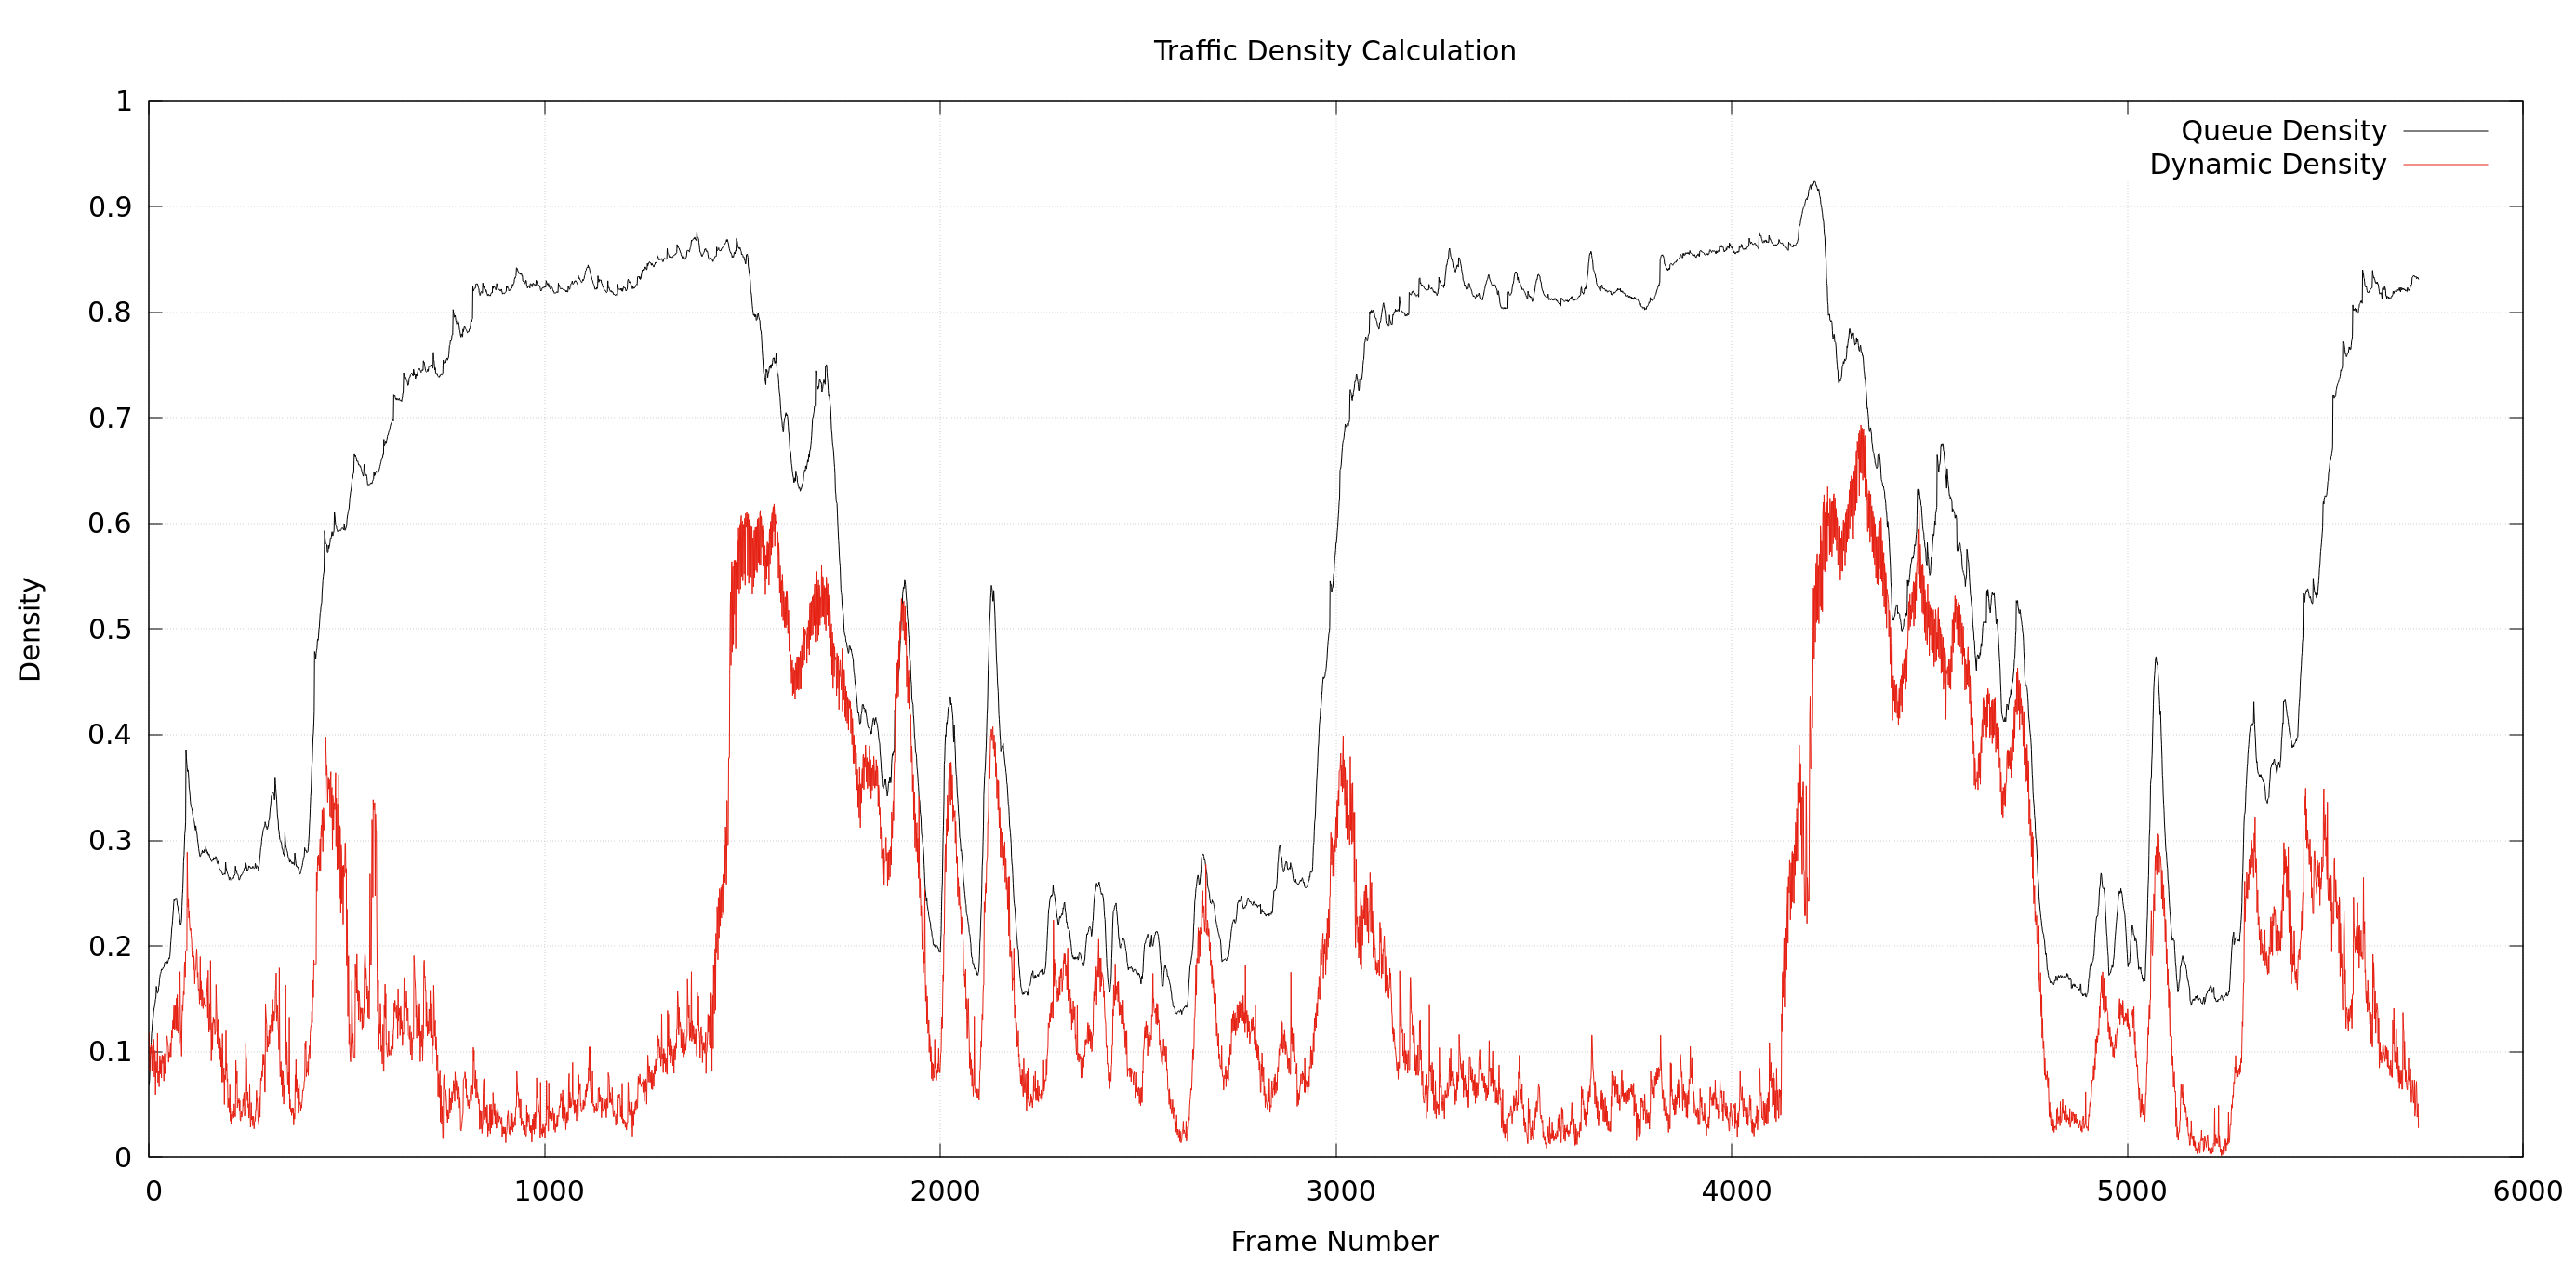 Traffic Density Calculation
Queue Density
Dynamic Density
1
0.9
0.8
0.7
0.6
0.5
0.4
0.3
0.2
0.1
0
Density
0 1000 2000 3000 4000 5000 6000
Frame Number